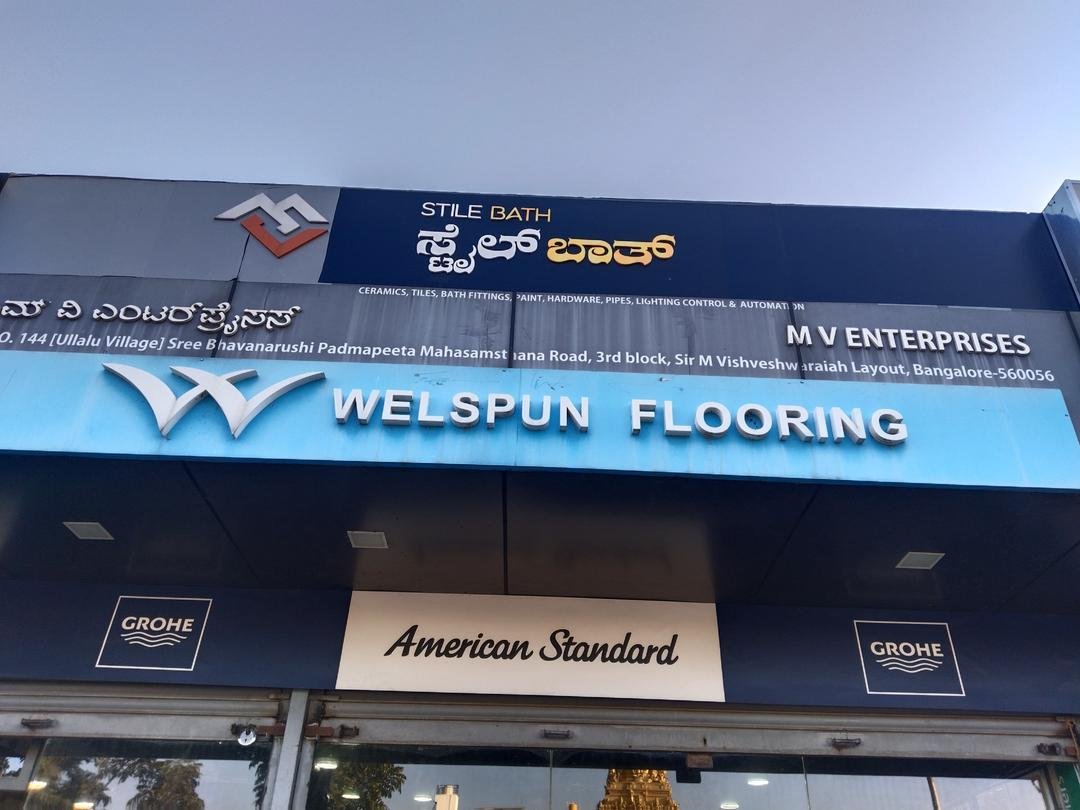 STILE BATH
ಸ್ಟೈಲ್ ಬಾತ್
CERAMICS, TILES, BATH FITTINGS, PAINT, HARDWARE, PIPES, LIGHTING CONTROL & AUTOMATION
ಮ್ ವಿ ಎಂಟರ್‌ಪ್ರೈಸಸ್
M V ENTERPRISES
O. 144 [Ullalu Village] Sree Bhavanarushi Padmapeeta Mahasamsthana Road, 3rd block, Sir M Vishveshwaraiah Layout, Bangalore-560056
WELSPUN FLOORING
GROHE
American Standard
GROHE